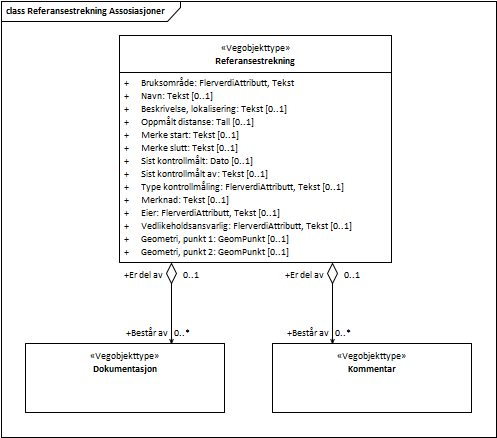 class Referansestrekning Assosiasjoner
«Vegobjekttype»
Referansestrekning
+ Bruksområde: FlerverdiAttributt, Tekst
+ Navn: Tekst [0..1]
+ Beskrivelse, lokalisering: Tekst [0..1]
+ Oppmålt distanse: Tall [0..1]
+ Merke start: Tekst [0..1]
+ Merke slutt: Tekst [0..1]
+ Sist kontrollmålt: Dato [0..1]
+ Sist kontrollmålt av: Tekst [0..1]
+ Type kontrollmåling: FlerverdiAttributt, Tekst [0..1]
+ Merknad: Tekst [0..1]
+ Eier: FlerverdiAttributt, Tekst [0..1]
+ Vedlikeholdsansvarlig: FlerverdiAttributt, Tekst [0..1]
+ Geometri, punkt 1: GeomPunkt [0..1]
+ Geometri, punkt 2: GeomPunkt [0..1]
+Er del av 0..1 +Er del av 0..1
+Består av 0..* +Består av 0..*
«Vegobjekttype» «Vegobjekttype»
Dokumentasjon Kommentar